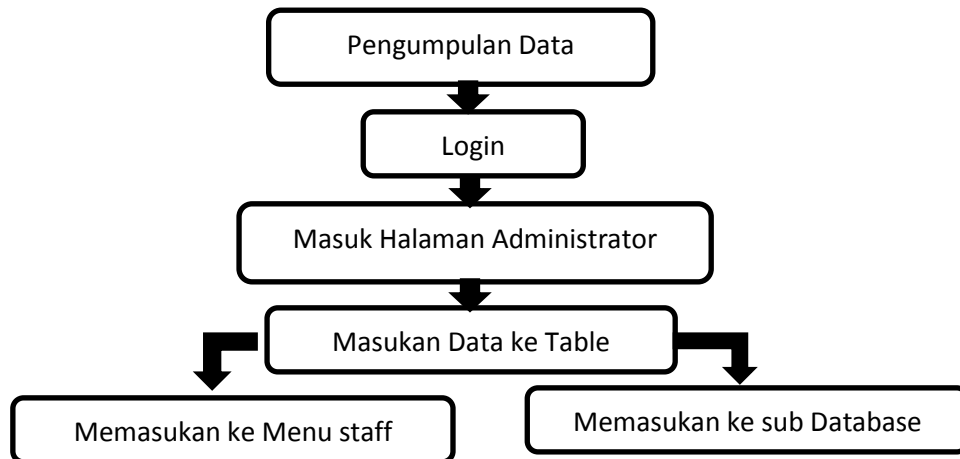 Pengumpulan Data
Login
Masuk Halaman Administrator
Masukan Data ke Table
Memasukan ke Menu staff
Memasukan ke sub Database